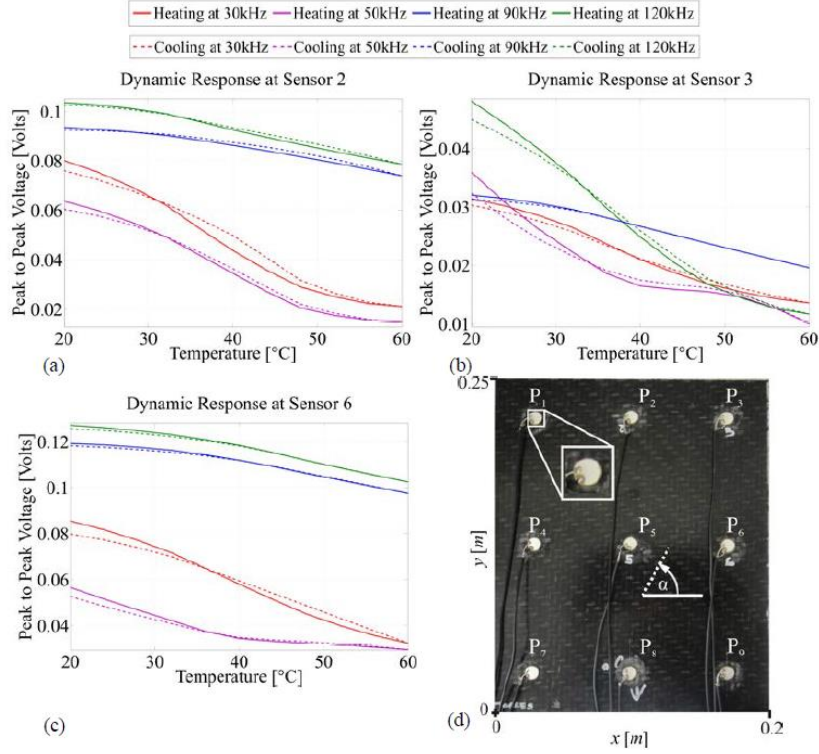 Heating at 30kHz Heating at 50kHz Heating at 90kHz Heating at 120kHz
Cooling at 30kHz Cooling at 50kHz Cooling at 90kHz Cooling at 120kHz
Dynamic Response at Sensor 2
Peak to Peak Voltage [Volts]
0.1
0.08
0.06
0.04
0.02
20 30 40 50 60
Temperature [°C]
(a)
Dynamic Response at Sensor 3
Peak to Peak Voltage [Volts]
0.04
0.03
0.02
0.01
20 30 40 50 60
Temperature [°C]
(b)
Dynamic Response at Sensor 6
Peak to Peak Voltage [Volts]
0.12
0.1
0.08
0.06
0.04
20 30 40 50 60
Temperature [°C]
(c)
0.25
y [m]
0
P1 P2 P3
P4 P5 P6
α
P7 P8 P9
0.2
x [m]
(d)